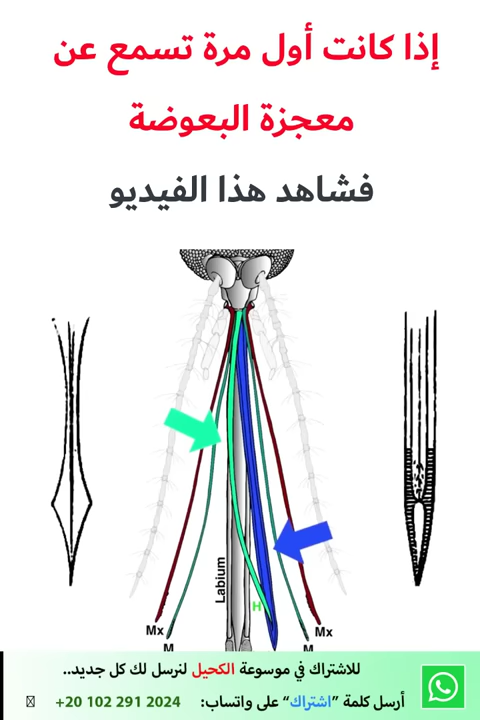 إذا كانت أول مرة تسمع عن
معجزة البعوضة
فشاهد هذا الفيديو
Labium
H
Mx
Mx
M
M
للاشتراك في موسوعة الكحيل لنرسل لك كل جديد..
أرسل كلمة ”اشتراك“ على واتساب: +20 102 291 2024